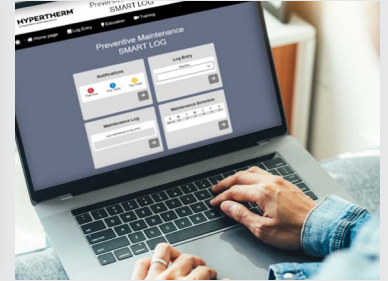 Preventive Maintenance
HYPERTHERM
SMART LOG
Home page
Log Entry
Education
Training
Preventive Maintenance
SMART LOG
Notifications
Log Entry
Maintenance Log
Maintenance Schedule